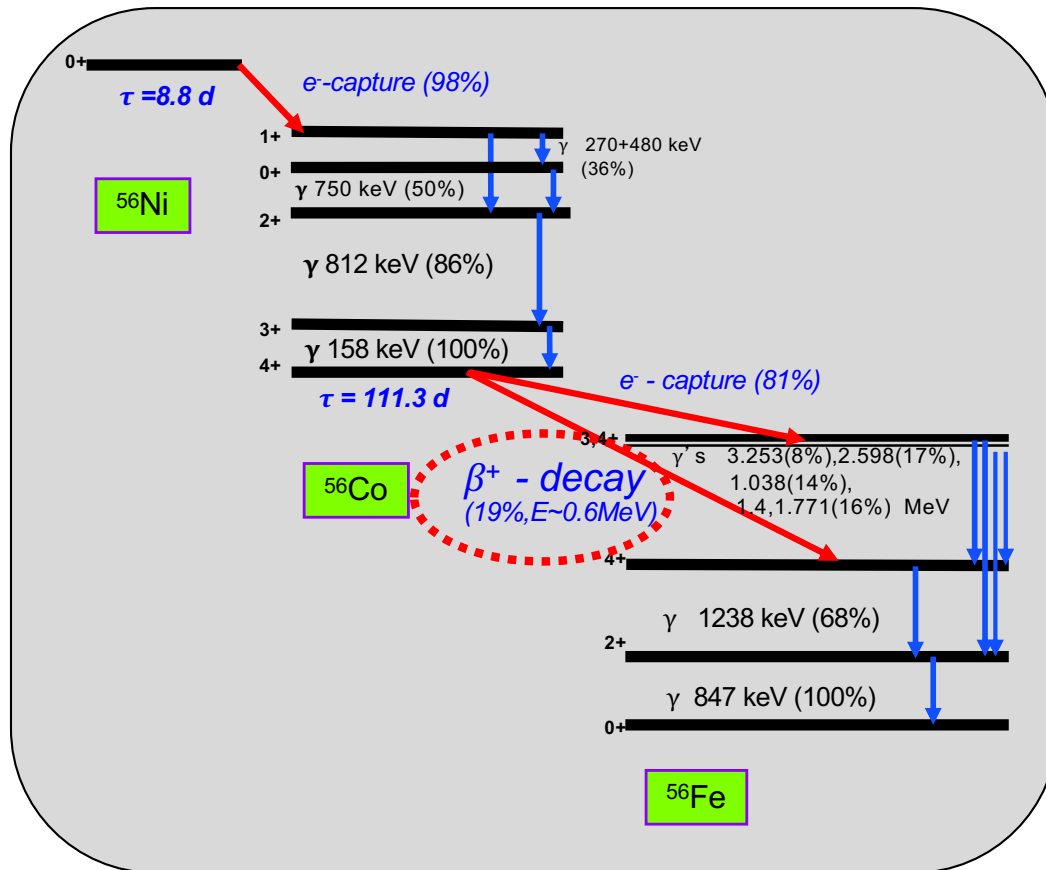 0+
τ =8.8 d
e⁻-capture (98%)
1+
γ 270+480 keV
(36%)
0+
γ 750 keV (50%)
⁵⁶Ni
2+
γ 812 keV (86%)
3+
γ 158 keV (100%)
4+
τ = 111.3 d
e⁻ - capture (81%)
3,4+
γ's 3.253(8%),2.598(17%),
1.038(14%),
1.4,1.771(16%) MeV
⁵⁶Co
β⁺ - decay
(19%,E~0.6MeV)
4+
γ 1238 keV (68%)
2+
γ 847 keV (100%)
0+
⁵⁶Fe